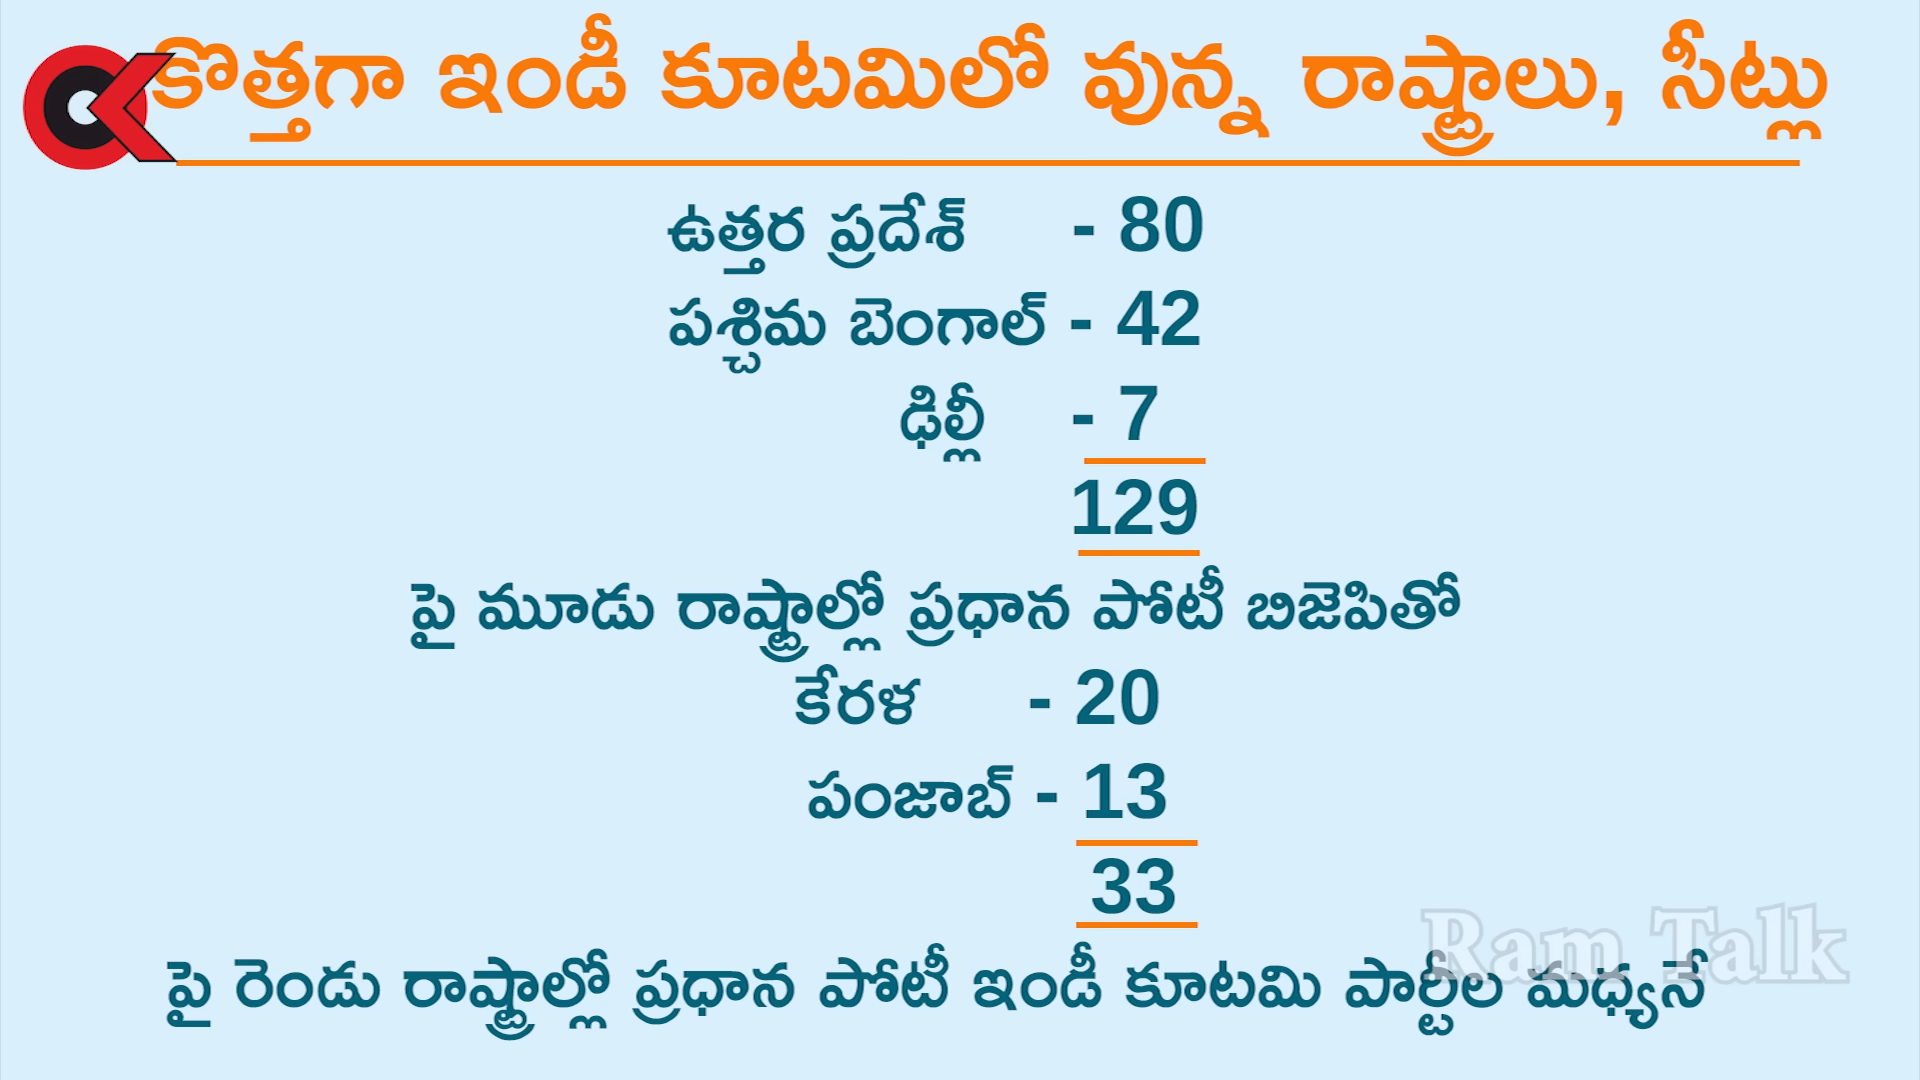 కొత్తగా ఇండీ కూటమిలో వున్న రాష్ట్రాలు, సీట్లు
ఉత్తర ప్రదేశ్ - 80
పశ్చిమ బెంగాల్ - 42
ఢిల్లీ - 7
129
పై మూడు రాష్ట్రాల్లో ప్రధాన పోటీ బిజెపితో
కేరళ - 20
పంజాబ్ - 13
33
పై రెండు రాష్ట్రాల్లో ప్రధాన పోటీ ఇండీ కూటమి పార్టీల మధ్యనే
Ram Talk